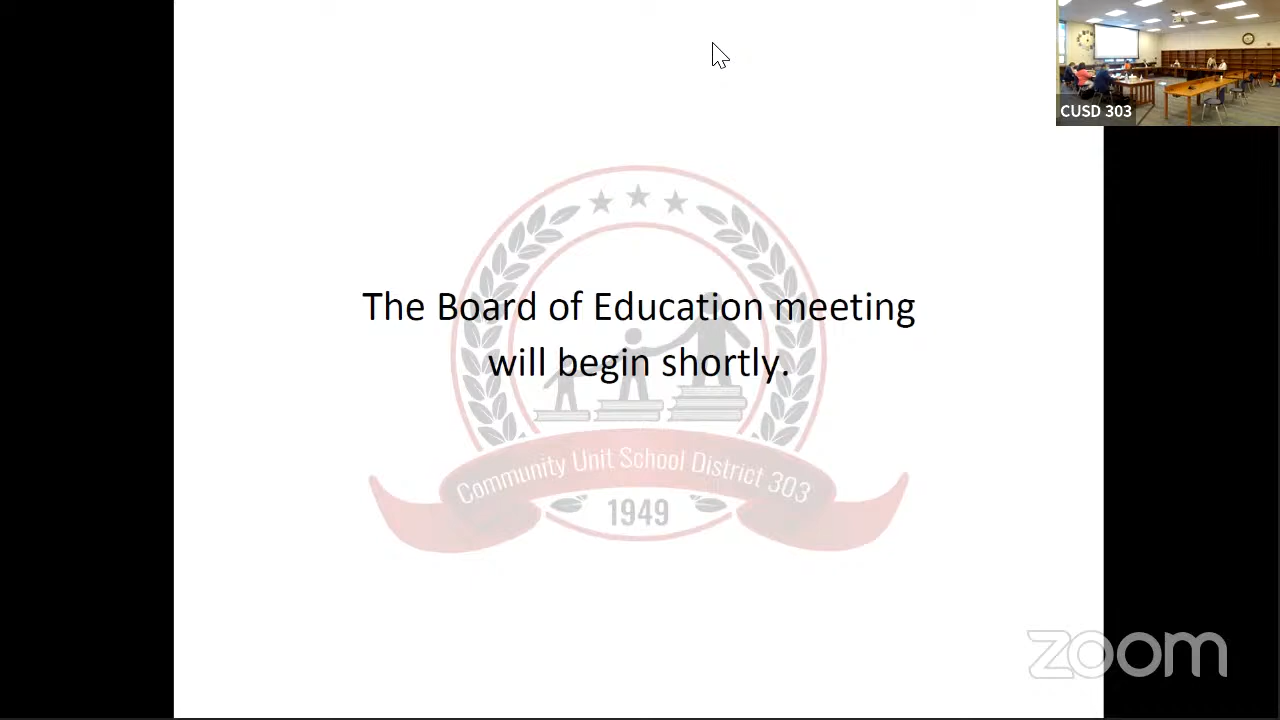 CUSD 303
The Board of Education meeting
will begin shortly.
Community Unit School District 303
1949
zoom